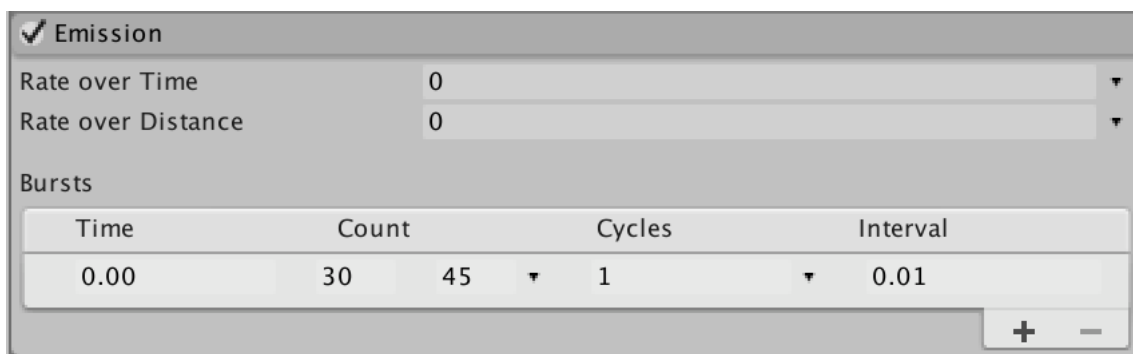 Emission
Rate over Time 0
Rate over Distance 0
Bursts
Time Count Cycles Interval
0.00 30 45 1 0.01